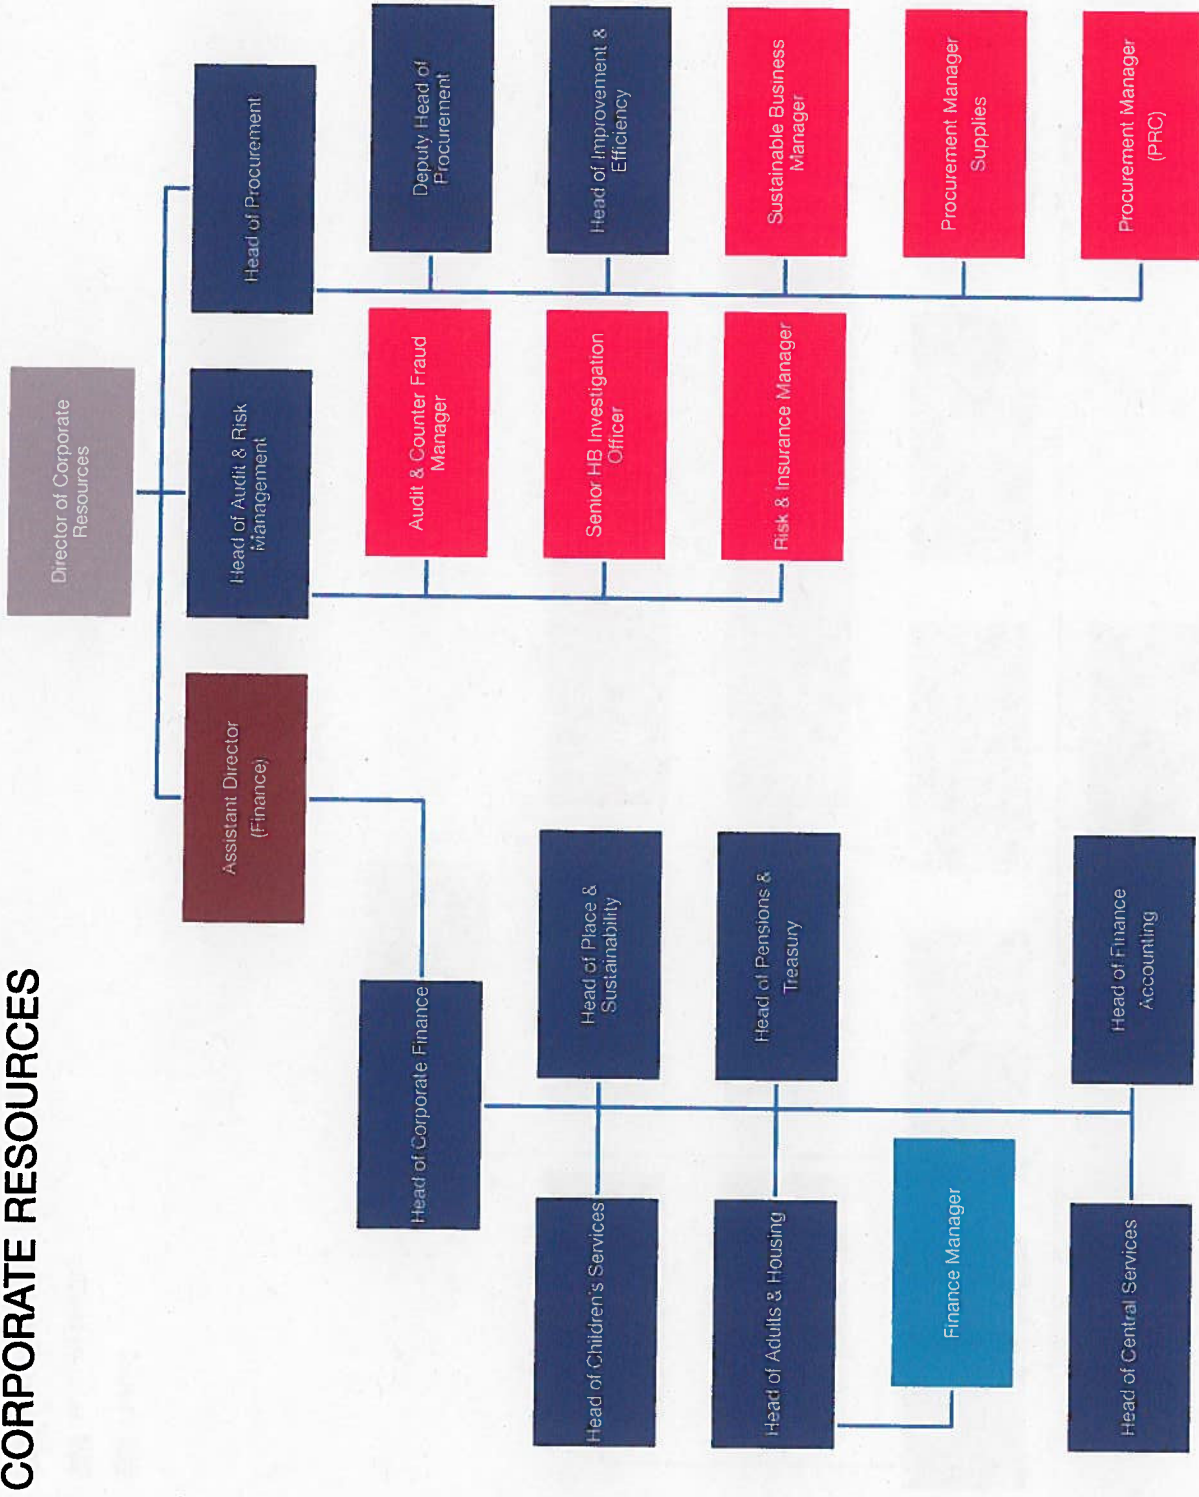 CORPORATE RESOURCES
Director of Corporate
Resources
Assistant Director
(Finance)
Head of Audit & Risk
Management
Head of Procurement
Head of Corporate Finance
Audit & Counter Fraud
Manager
Deputy Head of
Procurement
Head of Children's Services
Head of Place &
Sustainability
Senior HB Investigation
Officer
Head of Improvement &
Efficiency
Head of Adults & Housing
Head of Pensions &
Treasury
Risk & Insurance Manager
Sustainable Business
Manager
Finance Manager
Procurement Manager
Supplies
Head of Central Services
Head of Finance
Accounting
Procurement Manager
(PRC)